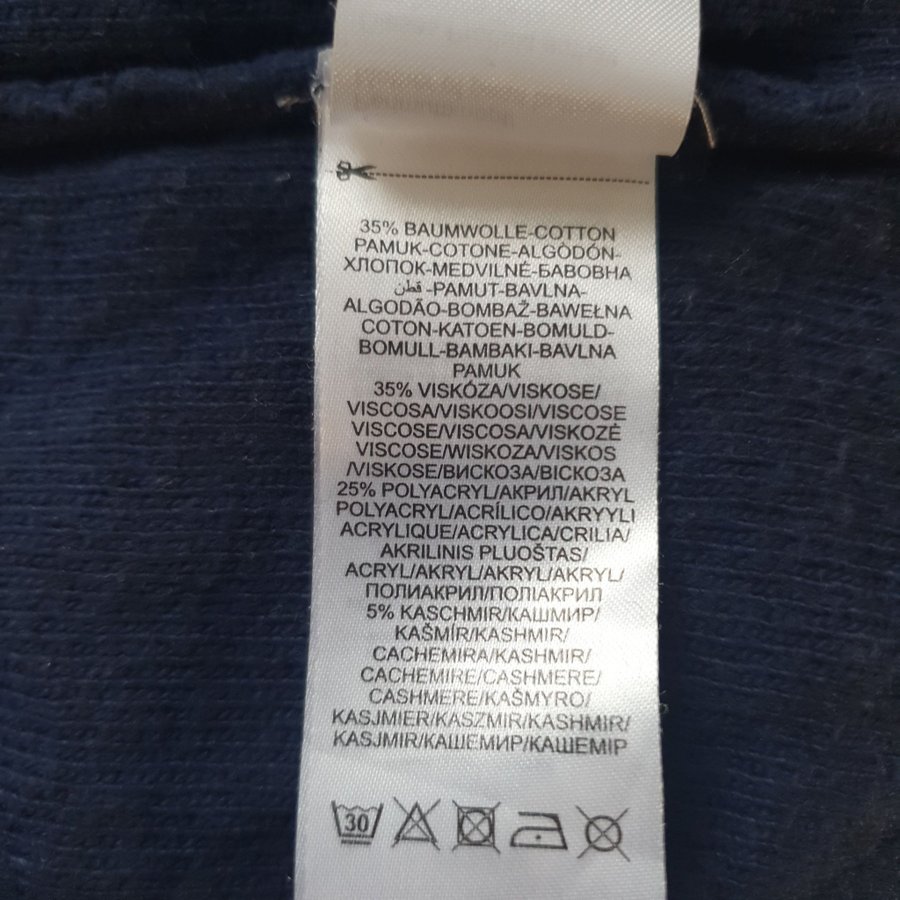 35% BAUMWOLLE-COTTON
PAMUK-COTONE-ALGODÓN-
ХЛОПОК-MEDVILNĖ-БАВОВНА
قطن -PAMUT-BAVLNA-
ALGODÃO-BOMBAŽ-BAWEŁNA
COTON-KATOEN-BOMULD-
BOMULL-BAMBAKI-BAVLNA
PAMUK
35% VISKÓZA/VISKOSE/
VISCOSA/VISKOOSI/VISCOSE
VISCOSE/VISCOSA/VISKOZĖ
VISCOSE/WISKOZA/VISKOS
/VISKOSE/ВИСКОЗА/ВІСКОЗА
25% POLYACRYL/АКРИЛ/AKRYL
POLYACRYL/ACRÍLICO/AKRYYLI
ACRYLIQUE/ACRYLICA/CRILIA/
AKRILINIS PLUOŠTAS/
ACRYL/AKRYL/AKRYL/AKRYL/
ПОЛИАКРИЛ/ПОЛІАКРИЛ
5% KASCHMIR/КАШМИР/
KAŠMÍR/KASHMIR/
CACHEMIRA/KASHMIR/
CACHEMIRE/CASHMERE/
CASHMERE/KAŠMYRO/
KASJMIER/KASZMIR/KASHMIR/
KASJMIR/КАШЕМИР/КАШЕМІР
30